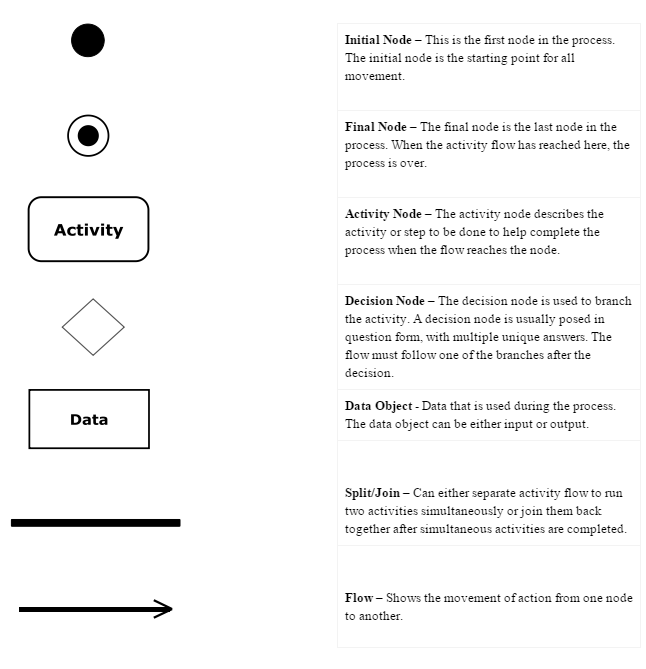 Initial Node – This is the first node in the process.
The initial node is the starting point for all
movement.
Final Node – The final node is the last node in the
process. When the activity flow has reached here, the
process is over.
Activity
Activity Node – The activity node describes the
activity or step to be done to help complete the
process when the flow reaches the node.
Decision Node – The decision node is used to branch
the activity. A decision node is usually posed in
question form, with multiple unique answers. The
flow must follow one of the branches after the
decision.
Data
Data Object - Data that is used during the process.
The data object can be either input or output.
Split/Join – Can either separate activity flow to run
two activities simultaneously or join them back
together after simultaneous activities are completed.
Flow – Shows the movement of action from one node
to another.